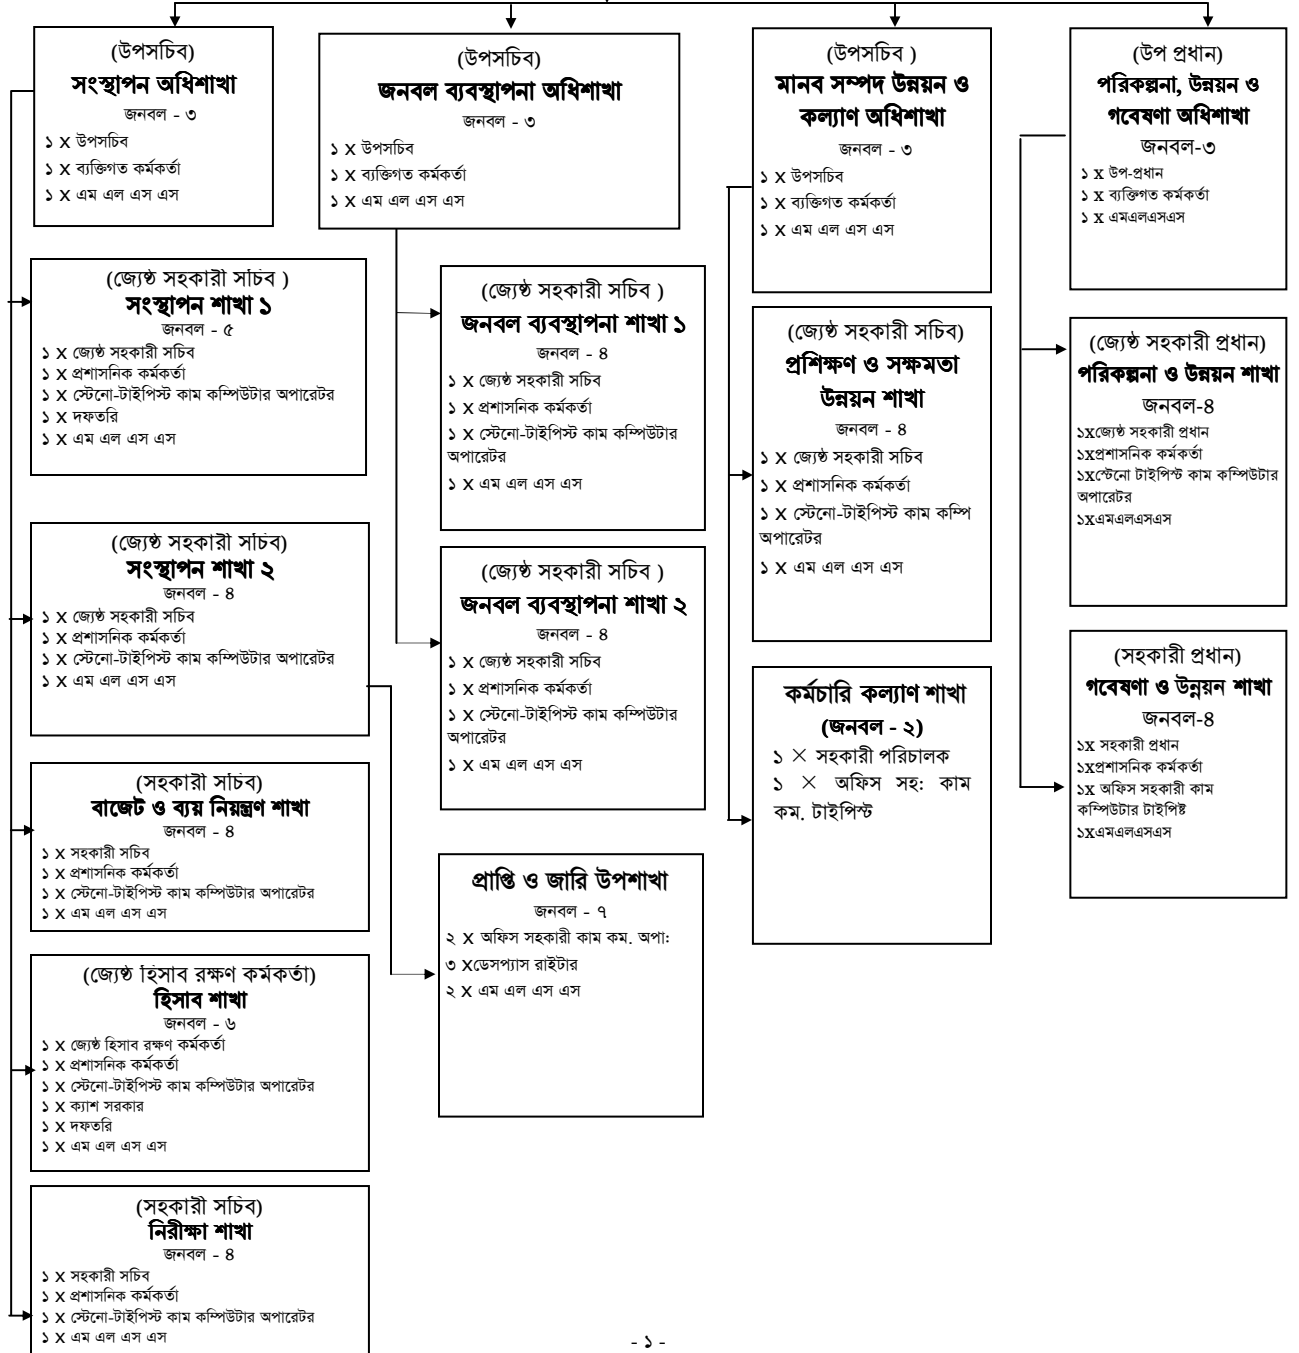 (উপসচিব)
সংস্থাপন অধিশাখা
জনবল - ৩
১ X উপসচিব
১ X ব্যক্তিগত কর্মকর্তা
১ X এম এল এস এস
(জ্যেষ্ঠ সহকারী সচিব )
সংস্থাপন শাখা ১
জনবল - ৫
১ X জ্যেষ্ঠ সহকারী সচিব
১ X প্রশাসনিক কর্মকর্তা
১ X স্টেনো-টাইপিস্ট কাম কম্পিউটার অপারেটর
১ X দফতরি
১ X এম এল এস এস
(জ্যেষ্ঠ সহকারী সচিব)
সংস্থাপন শাখা ২
জনবল - ৪
১ X জ্যেষ্ঠ সহকারী সচিব
১ X প্রশাসনিক কর্মকর্তা
১ X স্টেনো-টাইপিস্ট কাম কম্পিউটার অপারেটর
১ X এম এল এস এস
(সহকারী সচিব)
বাজেট ও ব্যয় নিয়ন্ত্রণ শাখা
জনবল - ৪
১ X সহকারী সচিব
১ X প্রশাসনিক কর্মকর্তা
১ X স্টেনো-টাইপিস্ট কাম কম্পিউটার অপারেটর
১ X এম এল এস এস
(জ্যেষ্ঠ হিসাব রক্ষণ কর্মকর্তা)
হিসাব শাখা
জনবল - ৬
১ X জ্যেষ্ঠ হিসাব রক্ষণ কর্মকর্তা
১ X প্রশাসনিক কর্মকর্তা
১ X স্টেনো-টাইপিস্ট কাম কম্পিউটার অপারেটর
১ X ক্যাশ সরকার
১ X দফতরি
১ X এম এল এস এস
(সহকারী সচিব)
নিরীক্ষা শাখা
জনবল - ৪
১ X সহকারী সচিব
১ X প্রশাসনিক কর্মকর্তা
১ X স্টেনো-টাইপিস্ট কাম কম্পিউটার অপারেটর
১ X এম এল এস এস
(উপসচিব)
জনবল ব্যবস্থাপনা অধিশাখা
জনবল - ৩
১ X উপসচিব
১ X ব্যক্তিগত কর্মকর্তা
১ X এম এল এস এস
(জ্যেষ্ঠ সহকারী সচিব )
জনবল ব্যবস্থাপনা শাখা ১
জনবল - ৪
১ X জ্যেষ্ঠ সহকারী সচিব
১ X প্রশাসনিক কর্মকর্তা
১ X স্টেনো-টাইপিস্ট কাম কম্পিউটার
অপারেটর
১ X এম এল এস এস
(জ্যেষ্ঠ সহকারী সচিব )
জনবল ব্যবস্থাপনা শাখা ২
জনবল - ৪
১ X জ্যেষ্ঠ সহকারী সচিব
১ X প্রশাসনিক কর্মকর্তা
১ X স্টেনো-টাইপিস্ট কাম কম্পিউটার
অপারেটর
১ X এম এল এস এস
প্রাপ্তি ও জারি উপশাখা
জনবল - ৭
২ X অফিস সহকারী কাম কম. অপা:
৩ Xডেসপ্যাস রাইটার
২ X এম এল এস এস
(উপসচিব )
মানব সম্পদ উন্নয়ন ও
কল্যাণ অধিশাখা
জনবল - ৩
১ X উপসচিব
১ X ব্যক্তিগত কর্মকর্তা
১ X এম এল এস এস
(জ্যেষ্ঠ সহকারী সচিব)
প্রশিক্ষণ ও সক্ষমতা
উন্নয়ন শাখা
জনবল - ৪
১ X জ্যেষ্ঠ সহকারী সচিব
১ X প্রশাসনিক কর্মকর্তা
১ X স্টেনো-টাইপিস্ট কাম কম্পি
অপারেটর
১ X এম এল এস এস
কর্মচারি কল্যাণ শাখা
(জনবল - ২)
১ × সহকারী পরিচালক
১ × অফিস সহ: কাম
কম. টাইপিস্ট
(উপ প্রধান)
পরিকল্পনা, উন্নয়ন ও
গবেষণা অধিশাখা
জনবল-৩
১ x উপ-প্রধান
১ x ব্যক্তিগত কর্মকর্তা
১ x এমএলএসএস
(জ্যেষ্ঠ সহকারী প্রধান)
পরিকল্পনা ও উন্নয়ন শাখা
জনবল-৪
১xজ্যেষ্ঠ সহকারী প্রধান
১xপ্রশাসনিক কর্মকর্তা
১xস্টেনো টাইপিস্ট কাম কম্পিউটার
অপারেটর
১xএমএলএসএস
(সহকারী প্রধান)
গবেষণা ও উন্নয়ন শাখা
জনবল-৪
১x সহকারী প্রধান
১xপ্রশাসনিক কর্মকর্তা
১x অফিস সহকারী কাম
কম্পিউটার টাইপিষ্ট
১xএমএলএসএস
- ১ -